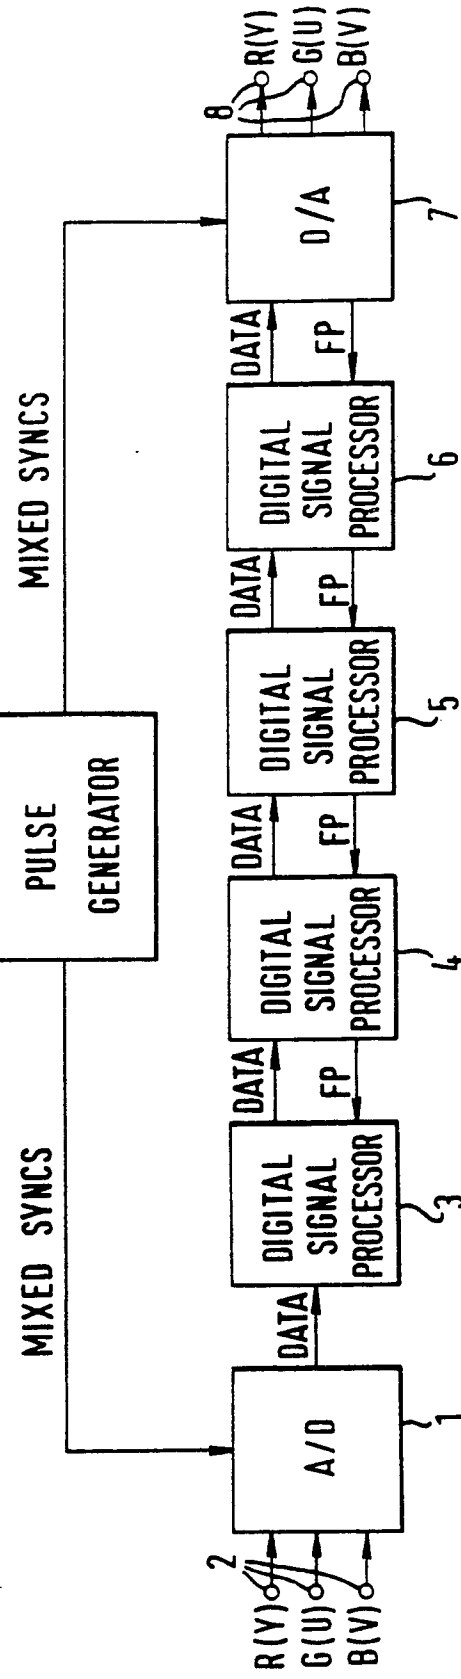 MIXED SYNCS
PULSE
GENERATOR
MIXED SYNCS
R(Y)
G(U)
B(V)
2
A/D
1
DATA
DIGITAL
SIGNAL
PROCESSOR
3
DATA
FP
DIGITAL
SIGNAL
PROCESSOR
4
DATA
FP
DIGITAL
SIGNAL
PROCESSOR
5
DATA
FP
DIGITAL
SIGNAL
PROCESSOR
6
DATA
FP
D/A
7
8
R(Y)
G(U)
B(V)